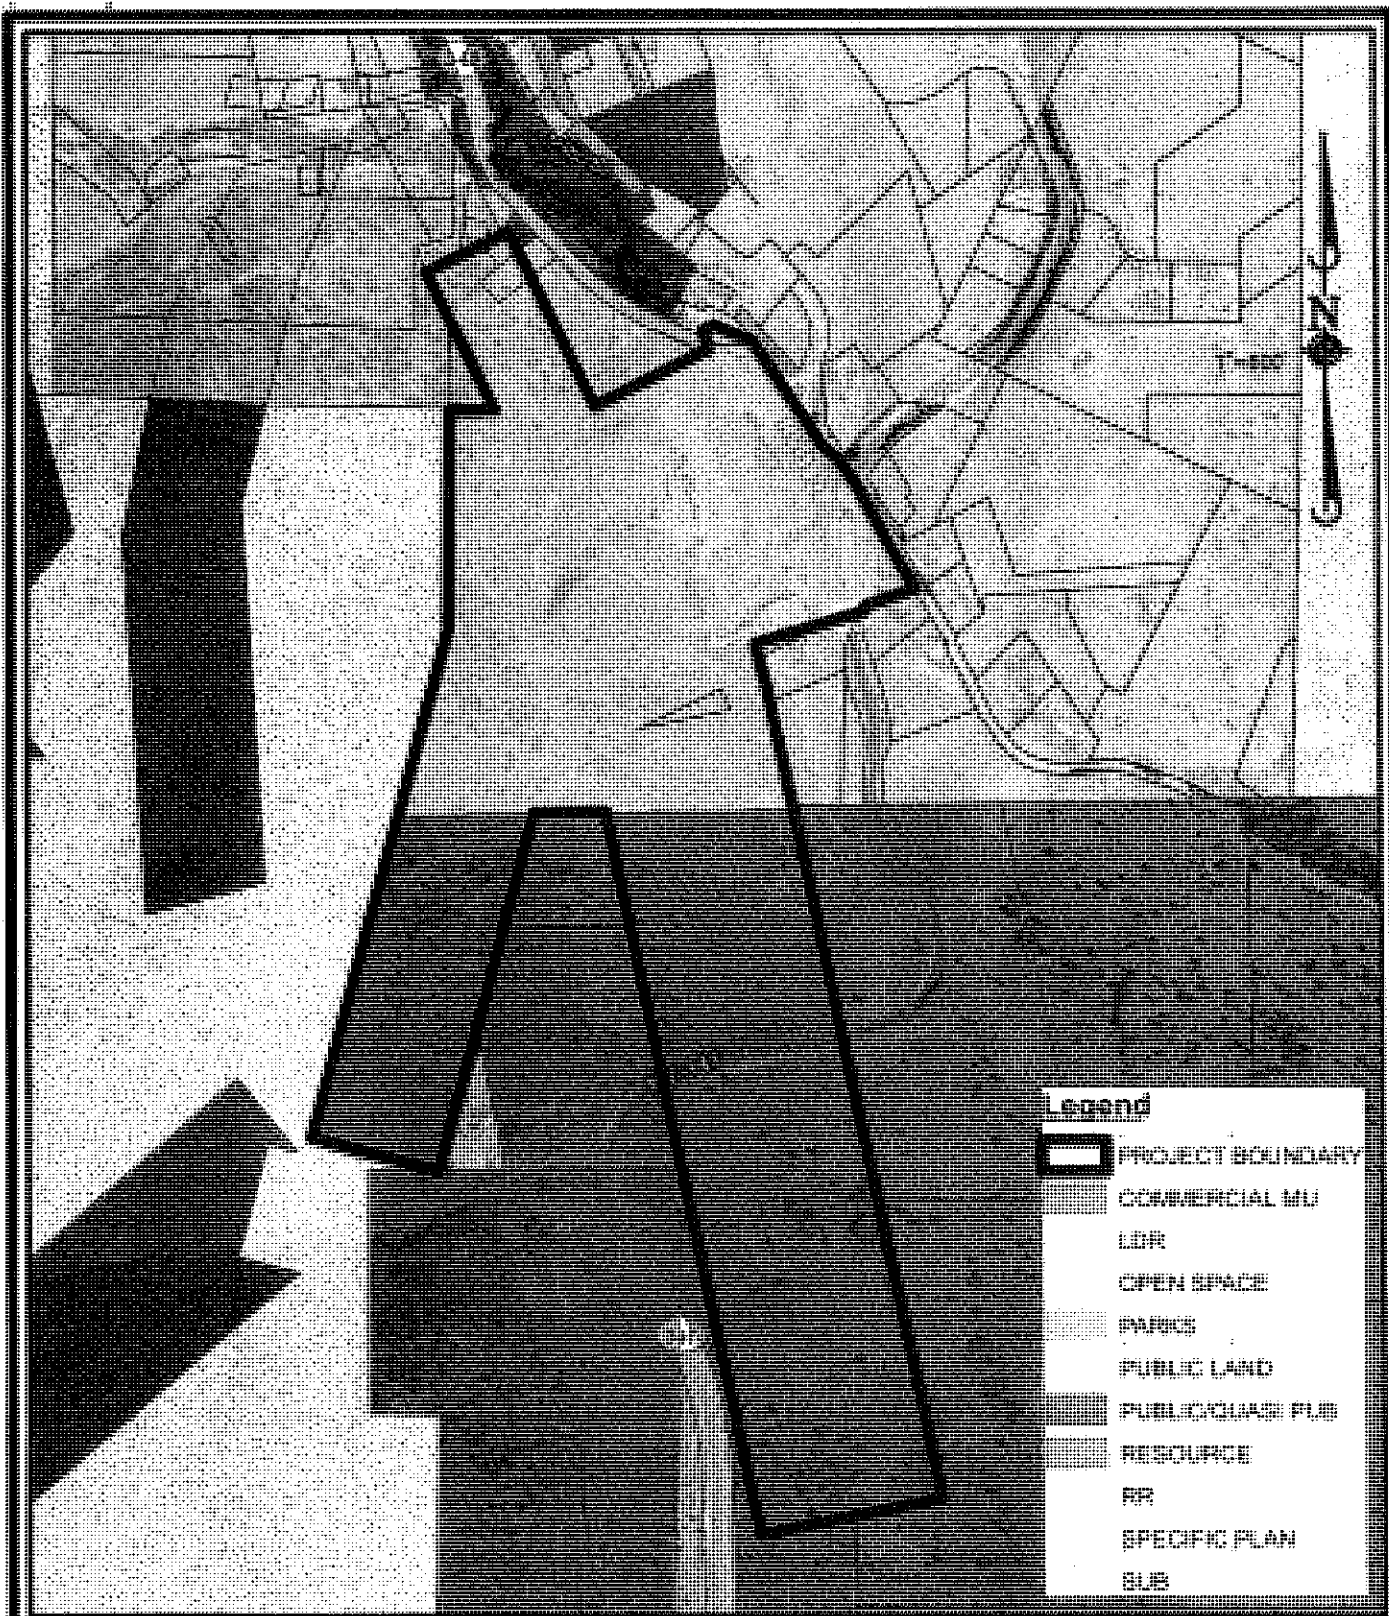 N
Legend
PROJECT BOUNDARY
COMMERCIAL MU
LDR
OPEN SPACE
PARKS
PUBLIC LAND
PUBLIC/QUASI PUB
RESOURCE
RR
SPECIFIC PLAN
SUB